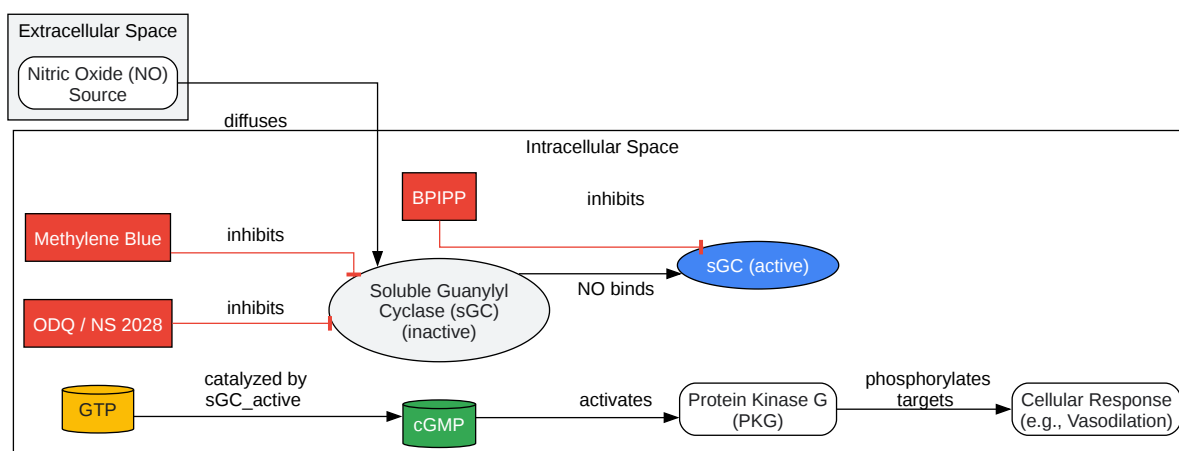 Extracellular Space
Nitric Oxide (NO)
Source
diffuses
Intracellular Space
BPIPP
inhibits
Methylene Blue
inhibits
sGC (active)
Soluble Guanylyl
Cyclase (sGC)
(inactive)
NO binds
ODQ / NS 2028
inhibits
GTP
catalyzed by
sGC_active
cGMP
activates
Protein Kinase G
(PKG)
phosphorylates
targets
Cellular Response
(e.g., Vasodilation)